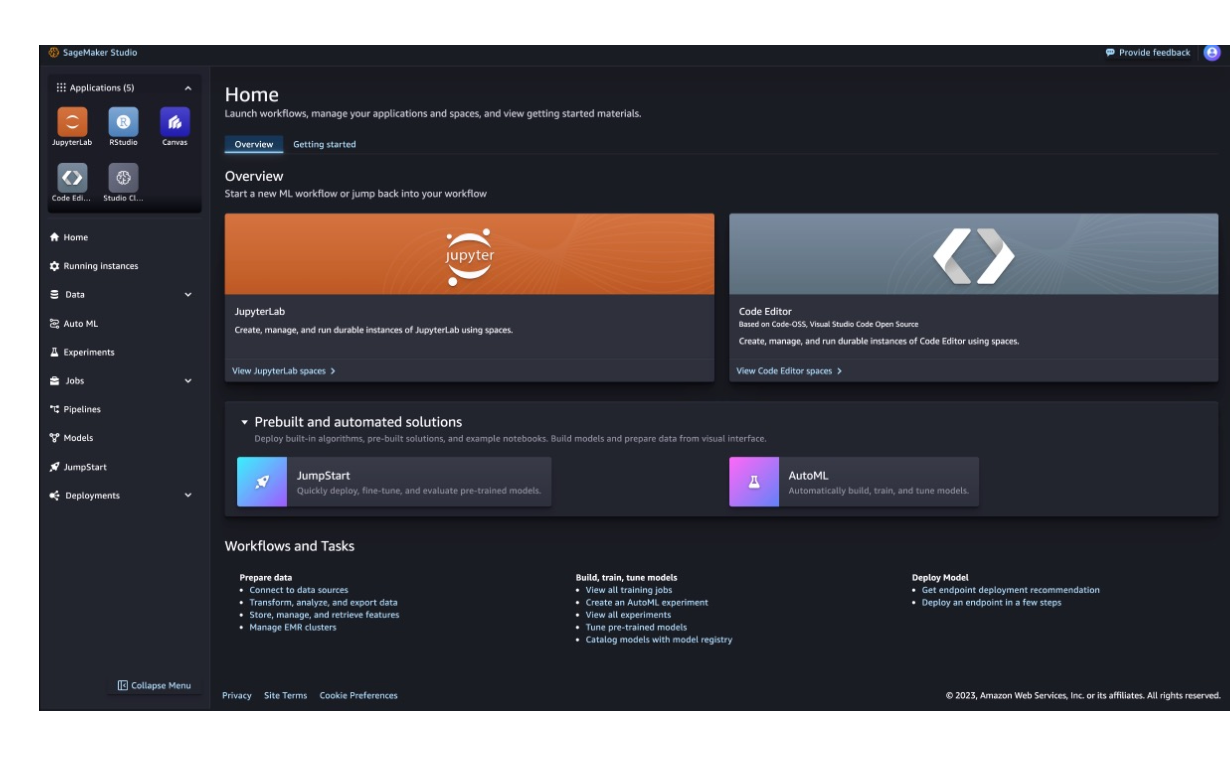 SageMaker Studio
Provide feedback
Applications (5)
JupyterLab
RStudio
Canvas
Code Edi...
Studio Cl...
Home
Running instances
Data
Auto ML
Experiments
Jobs
Pipelines
Models
JumpStart
Deployments
Collapse Menu
Home
Launch workflows, manage your applications and spaces, and view getting started materials.
Overview
Getting started
Overview
Start a new ML workflow or jump back into your workflow
jupyter
JupyterLab
Create, manage, and run durable instances of JupyterLab using spaces.
View JupyterLab spaces
Code Editor
Based on Code-OSS, Visual Studio Code Open Source
Create, manage, and run durable instances of Code Editor using spaces.
View Code Editor spaces
Prebuilt and automated solutions
Deploy built-in algorithms, pre-built solutions, and example notebooks. Build models and prepare data from visual interface.
JumpStart
Quickly deploy, fine-tune, and evaluate pre-trained models.
AutoML
Automatically build, train, and tune models.
Workflows and Tasks
Prepare data
• Connect to data sources
• Transform, analyze, and export data
• Store, manage, and retrieve features
• Manage EMR clusters
Build, train, tune models
• View all training jobs
• Create an AutoML experiment
• View all experiments
• Tune pre-trained models
• Catalog models with model registry
Deploy Model
• Get endpoint deployment recommendation
• Deploy an endpoint in a few steps
Privacy
Site Terms
Cookie Preferences
© 2023, Amazon Web Services, Inc. or its affiliates. All rights reserved.